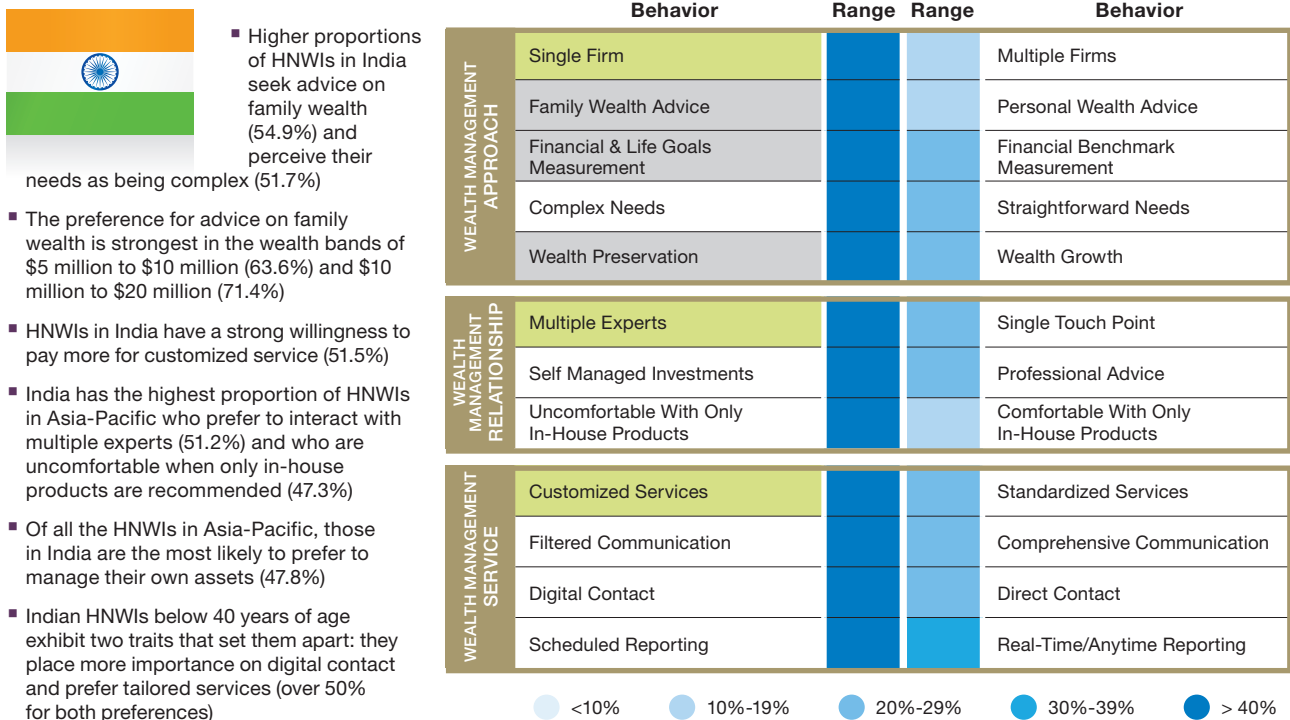 ■ Higher proportions
of HNWIs in India
seek advice on
family wealth
(54.9%) and
perceive their
needs as being complex (51.7%)
■ The preference for advice on family
wealth is strongest in the wealth bands of
$5 million to $10 million (63.6%) and $10
million to $20 million (71.4%)
■ HNWIs in India have a strong willingness to
pay more for customized service (51.5%)
■ India has the highest proportion of HNWIs
in Asia-Pacific who prefer to interact with
multiple experts (51.2%) and who are
uncomfortable when only in-house
products are recommended (47.3%)
■ Of all the HNWIs in Asia-Pacific, those
in India are the most likely to prefer to
manage their own assets (47.8%)
■ Indian HNWIs below 40 years of age
exhibit two traits that set them apart: they
place more importance on digital contact
and prefer tailored services (over 50%
for both preferences)
Behavior Range Range Behavior
WEALTH MANAGEMENT
APPROACH
Single Firm Multiple Firms
Family Wealth Advice Personal Wealth Advice
Financial & Life Goals Financial Benchmark
Measurement Measurement
Complex Needs Straightforward Needs
Wealth Preservation Wealth Growth
WEALTH
MANAGEMENT
RELATIONSHIP
Multiple Experts Single Touch Point
Self Managed Investments Professional Advice
Uncomfortable With Only Comfortable With Only
In-House Products In-House Products
WEALTH MANAGEMENT
SERVICE
Customized Services Standardized Services
Filtered Communication Comprehensive Communication
Digital Contact Direct Contact
Scheduled Reporting Real-Time/Anytime Reporting
<10% 10%-19% 20%-29% 30%-39% > 40%